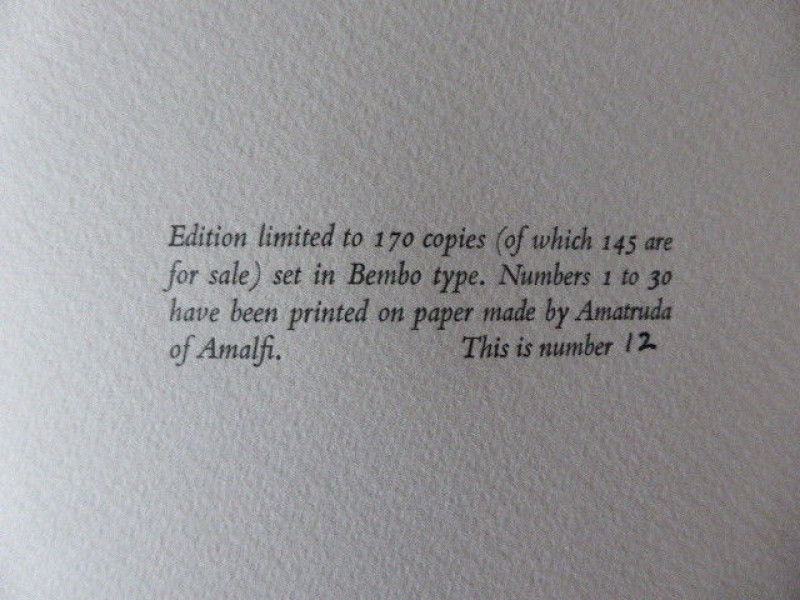 Edition limited to 170 copies (of which 145 are
for sale) set in Bembo type. Numbers 1 to 30
have been printed on paper made by Amatruda
of Amalfi. This is number 12